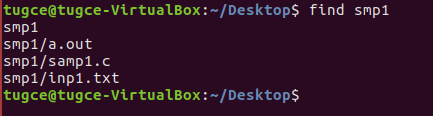 tugce@tugce-VirtualBox:~/Desktop$ find smp1
smp1
smp1/a.out
smp1/samp1.c
smp1/inp1.txt
tugce@tugce-VirtualBox:~/Desktop$